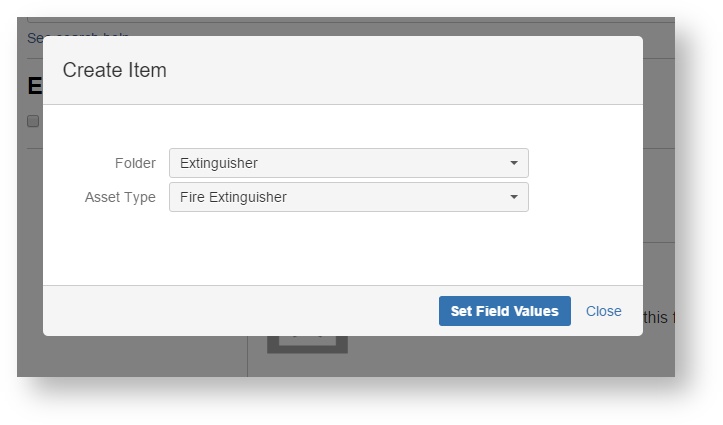 See search help
Create Item
E
Folder Extinguisher
Asset Type Fire Extinguisher
Set Field Values Close
this